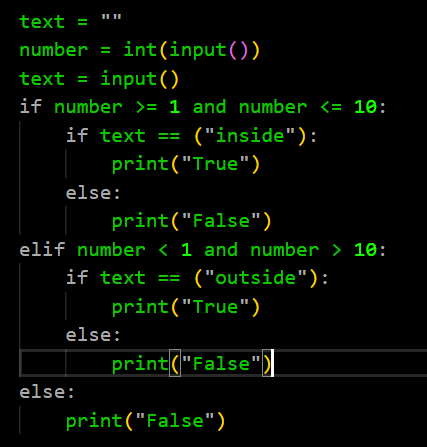 text = ""
number = int(input())
text = input()
if number >= 1 and number <= 10:
    if text == ("inside"):
        print("True")
    else:
        print("False")
elif number < 1 and number > 10:
    if text == ("outside"):
        print("True")
    else:
        print("False")
else:
    print("False")